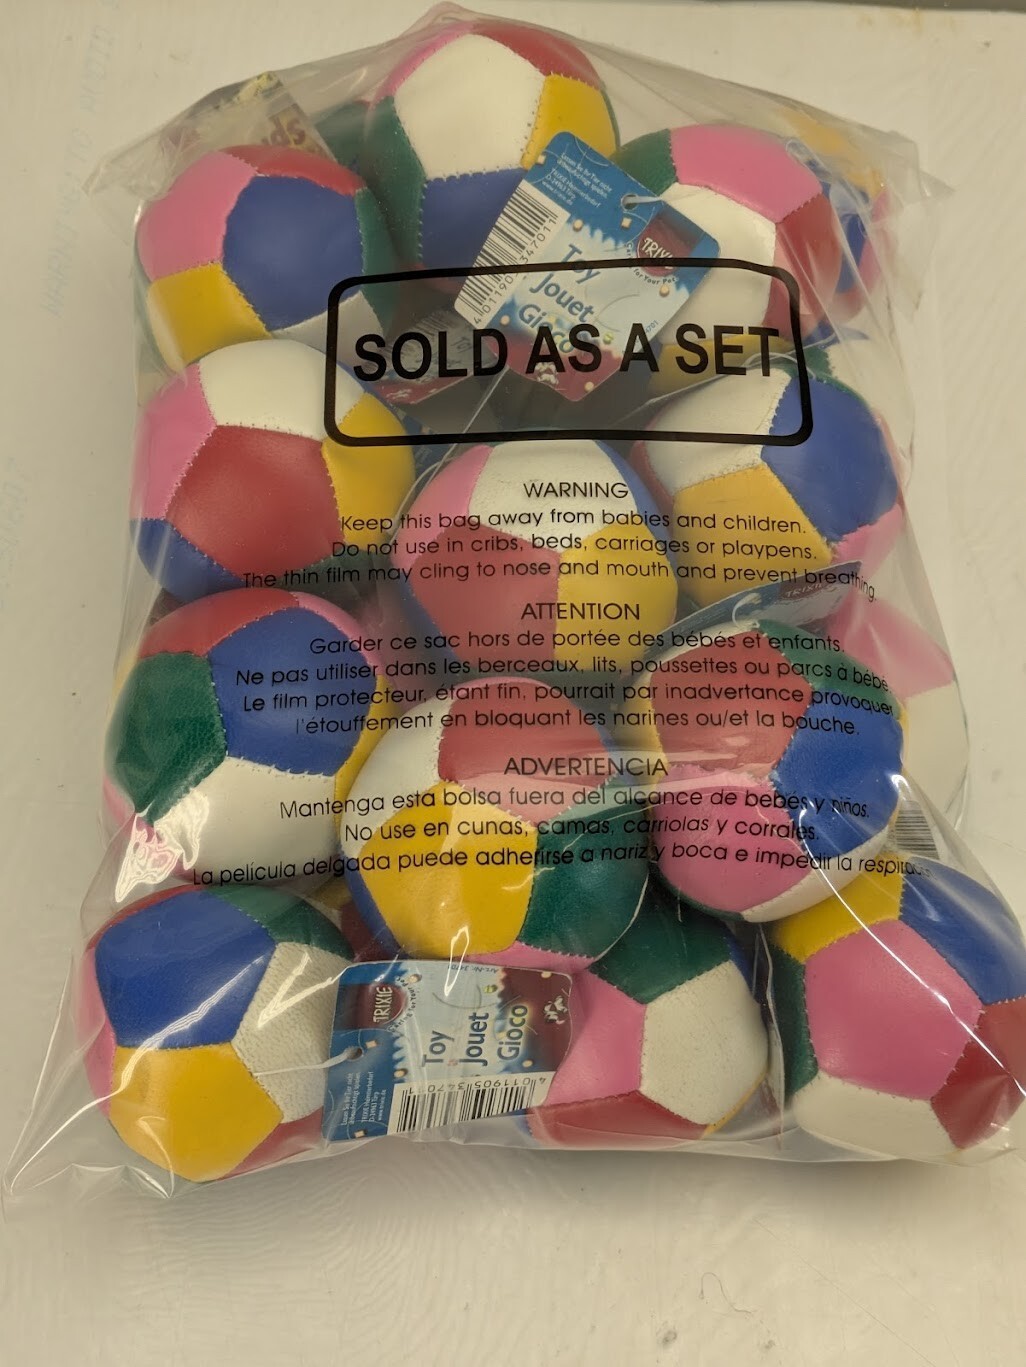 Toy
Jouet
Gioco
TRIXIE
SOLD AS A SET
WARNING
Keep this bag away from babies and children.
Do not use in cribs, beds, carriages or playpens.
The thin film may cling to nose and mouth and prevent breathing.
TRIXIE
ATTENTION
Garder ce sac hors de portée des bébés et enfants.
Ne pas utiliser dans les berceaux, lits, poussettes ou parcs à bébé
Le film protecteur, étant fin, pourrait par inadvertance provoquer
l'étouffement en bloquant les narines ou/et la bouche.
ADVERTENCIA
Mantenga esta bolsa fuera del alcance de bebés y niños.
No use en cunas, camas, carriolas y corrales.
La película delgada puede adherirse a nariz y boca e impedir la
TRIXIE
Toy
Jouet
Gioco
4 011905 347011